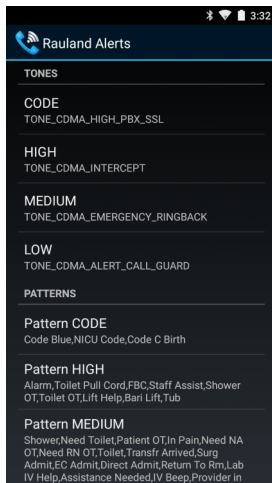 3:32
Rauland Alerts
TONES
CODE
TONE_CDMA_HIGH_PBX_SSL
HIGH
TONE_CDMA_INTERCEPT
MEDIUM
TONE_CDMA_EMERGENCY_RINGBACK
LOW
TONE_CDMA_ALERT_CALL_GUARD
PATTERNS
Pattern CODE
Code Blue,NICU Code,Code C Birth
Pattern HIGH
Alarm,Toilet Pull Cord,FBC,Staff Assist,Shower
OT,Toilet OT,Lift Help,Bari Lift,Tub
Pattern MEDIUM
Shower,Need Toilet,Patient OT,In Pain,Need NA
OT,Need RN OT,Toilet,Transfr Arrived,Surg
Admit,EC Admit,Direct Admit,Return To Rm,Lab
IV Help,Assistance Needed,IV Beep,Provider in